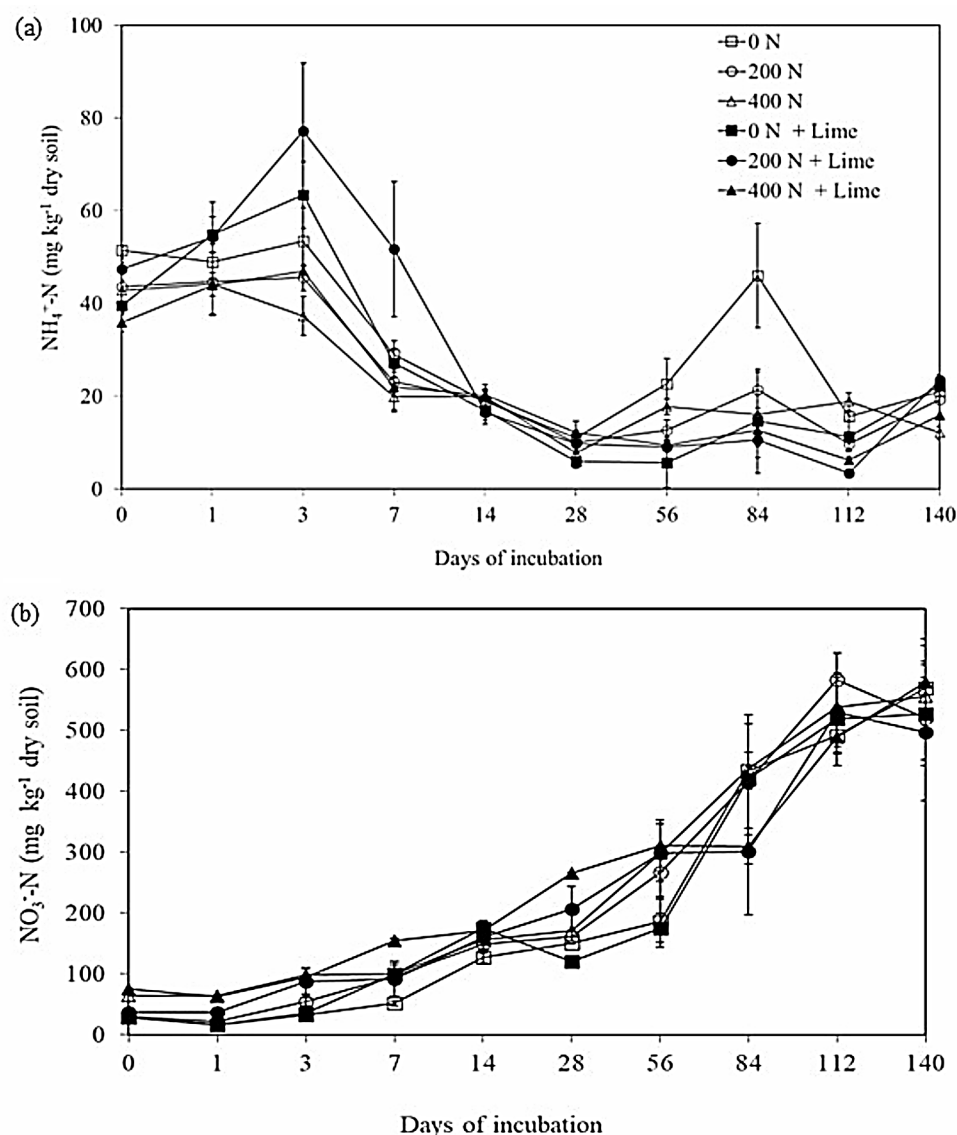 (a)
100
80
60
40
20
0
NH₄⁺-N (mg kg⁻¹ dry soil)
0 N
200 N
400 N
0 N + Lime
200 N + Lime
400 N + Lime
0 1 3 7 14 28 56 84 112 140
Days of incubation
(b)
700
600
500
400
300
200
100
0
NO₃⁻-N (mg kg⁻¹ dry soil)
0 1 3 7 14 28 56 84 112 140
Days of incubation